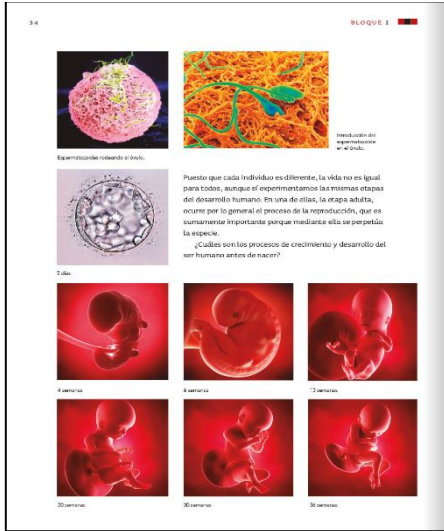 34
BLOQUE I
Espermatozoides rodeando al óvulo.
Introducción del
espermatozoide
en el óvulo.
Puesto que cada individuo es diferente, la vida no es igual
para todos, aunque sí experimentamos las mismas etapas
del desarrollo humano. En una de ellas, la etapa adulta,
ocurre por lo general el proceso de la reproducción, que es
sumamente importante porque mediante ella se perpetúa
la especie.
¿Cuáles son los procesos de crecimiento y desarrollo del
ser humano antes de nacer?
5 días
4 semanas
6 semanas
15 semanas
20 semanas
30 semanas
36 semanas